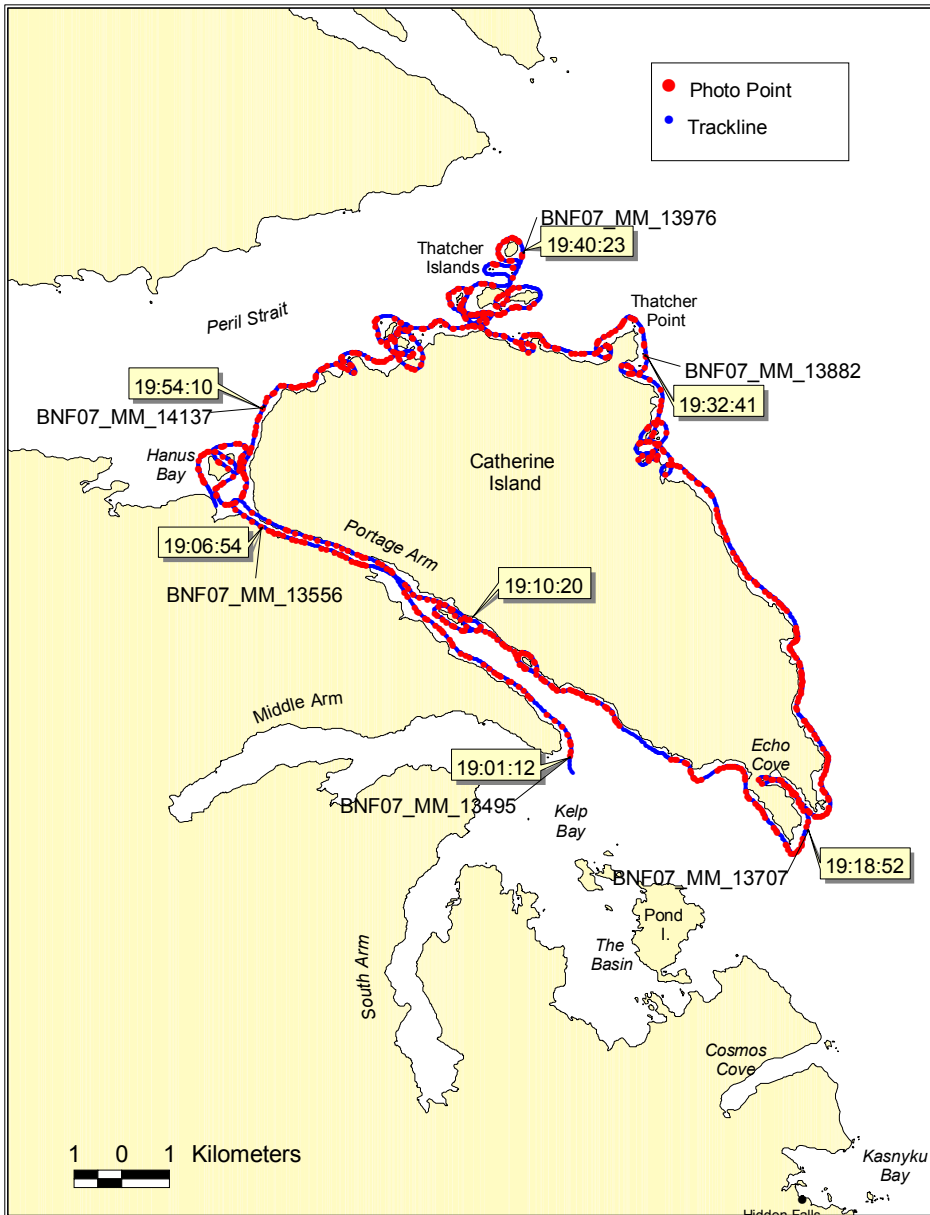 Photo Point
Trackline
BNF07_MM_13976
19:40:23
Thatcher
Islands
Thatcher
Point
Peril Strait
BNF07_MM_13882
19:32:41
19:54:10
BNF07_MM_14137
Hanus
Bay
Catherine
Island
Portage Arm
19:06:54
BNF07_MM_13556
19:10:20
Middle Arm
Echo
Cove
19:01:12
BNF07_MM_13495
Kelp
Bay
19:18:52
BNF07_MM_13707
Pond
I.
The
Basin
South Arm
Cosmos
Cove
1 0 1 Kilometers
Kasnyku
Bay
Hidden Falls